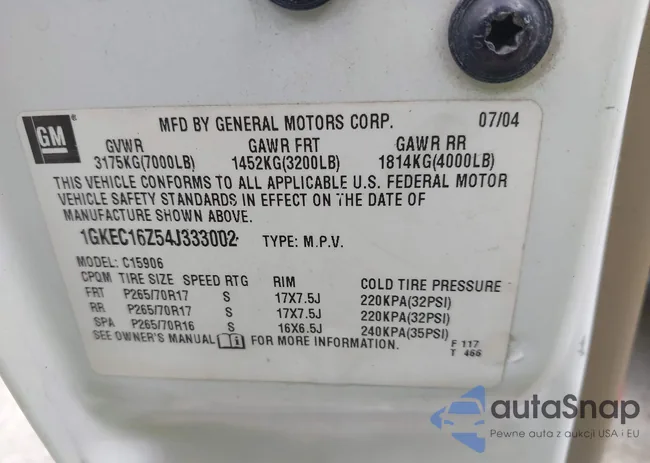 GM ®
MFD BY GENERAL MOTORS CORP. 07/04
GVWR GAWR FRT GAWR RR
3175KG(7000LB) 1452KG(3200LB) 1814KG(4000LB)
THIS VEHICLE CONFORMS TO ALL APPLICABLE U.S. FEDERAL MOTOR
VEHICLE SAFETY STANDARDS IN EFFECT ON THE DATE OF
MANUFACTURE SHOWN ABOVE.
1GKEC16Z54J333002 TYPE: M.P.V.
MODEL: C15906
CPQM TIRE SIZE SPEED RTG RIM COLD TIRE PRESSURE
FRT P265/70R17 S 17X7.5J 220KPA(32PSI)
RR P265/70R17 S 17X7.5J 220KPA(32PSI)
SPA P265/70R16 S 16X6.5J 240KPA(35PSI)
SEE OWNER'S MANUAL FOR MORE INFORMATION.
F 117
T 466
autaSnap
Pewne auta z aukcji USA i EU